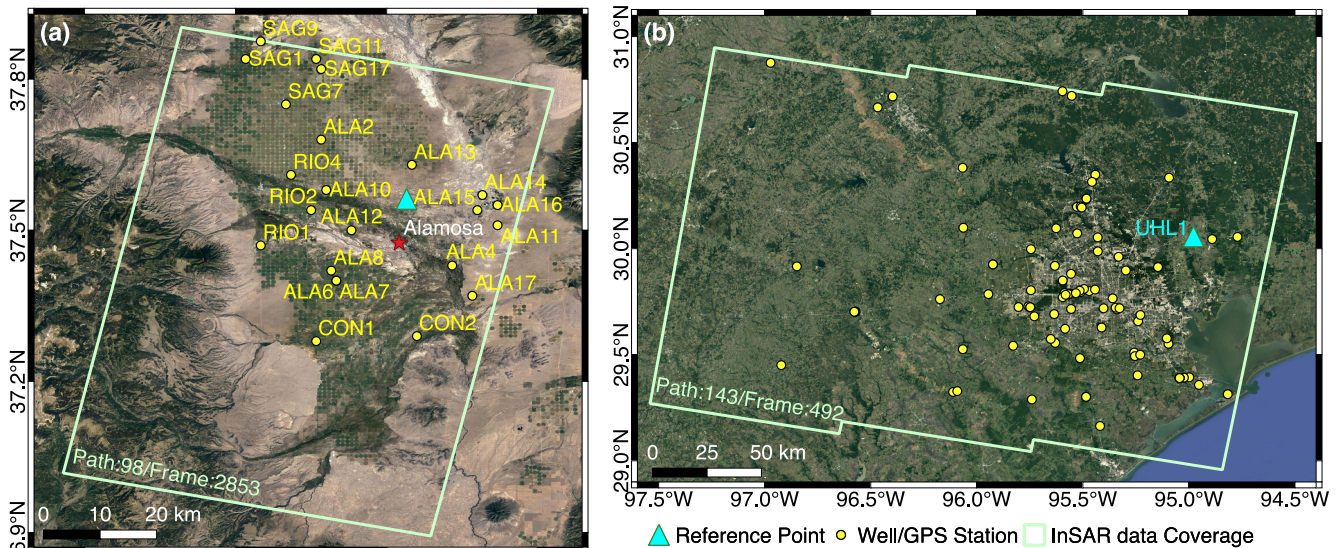 (a)
SAG9
SAG11
SAG1
SAG17
SAG7
ALA2
ALA13
RIO4
ALA10
ALA15
ALA14
RIO2
ALA16
ALA12
Alamosa
ALA11
RIO1
ALA8
ALA4
ALA6
ALA7
ALA17
CON1
CON2
Path:98/Frame:2853
0 10 20 km
37.8°N
37.5°N
37.2°N
36.9°N
(b)
UHL1
Path:143/Frame:492
0 25 50 km
31.0°N
30.5°N
30.0°N
29.5°N
29.0°N
97.5°W 97.0°W 96.5°W 96.0°W 95.5°W 95.0°W 94.5°W
Reference Point Well/GPS Station InSAR data Coverage